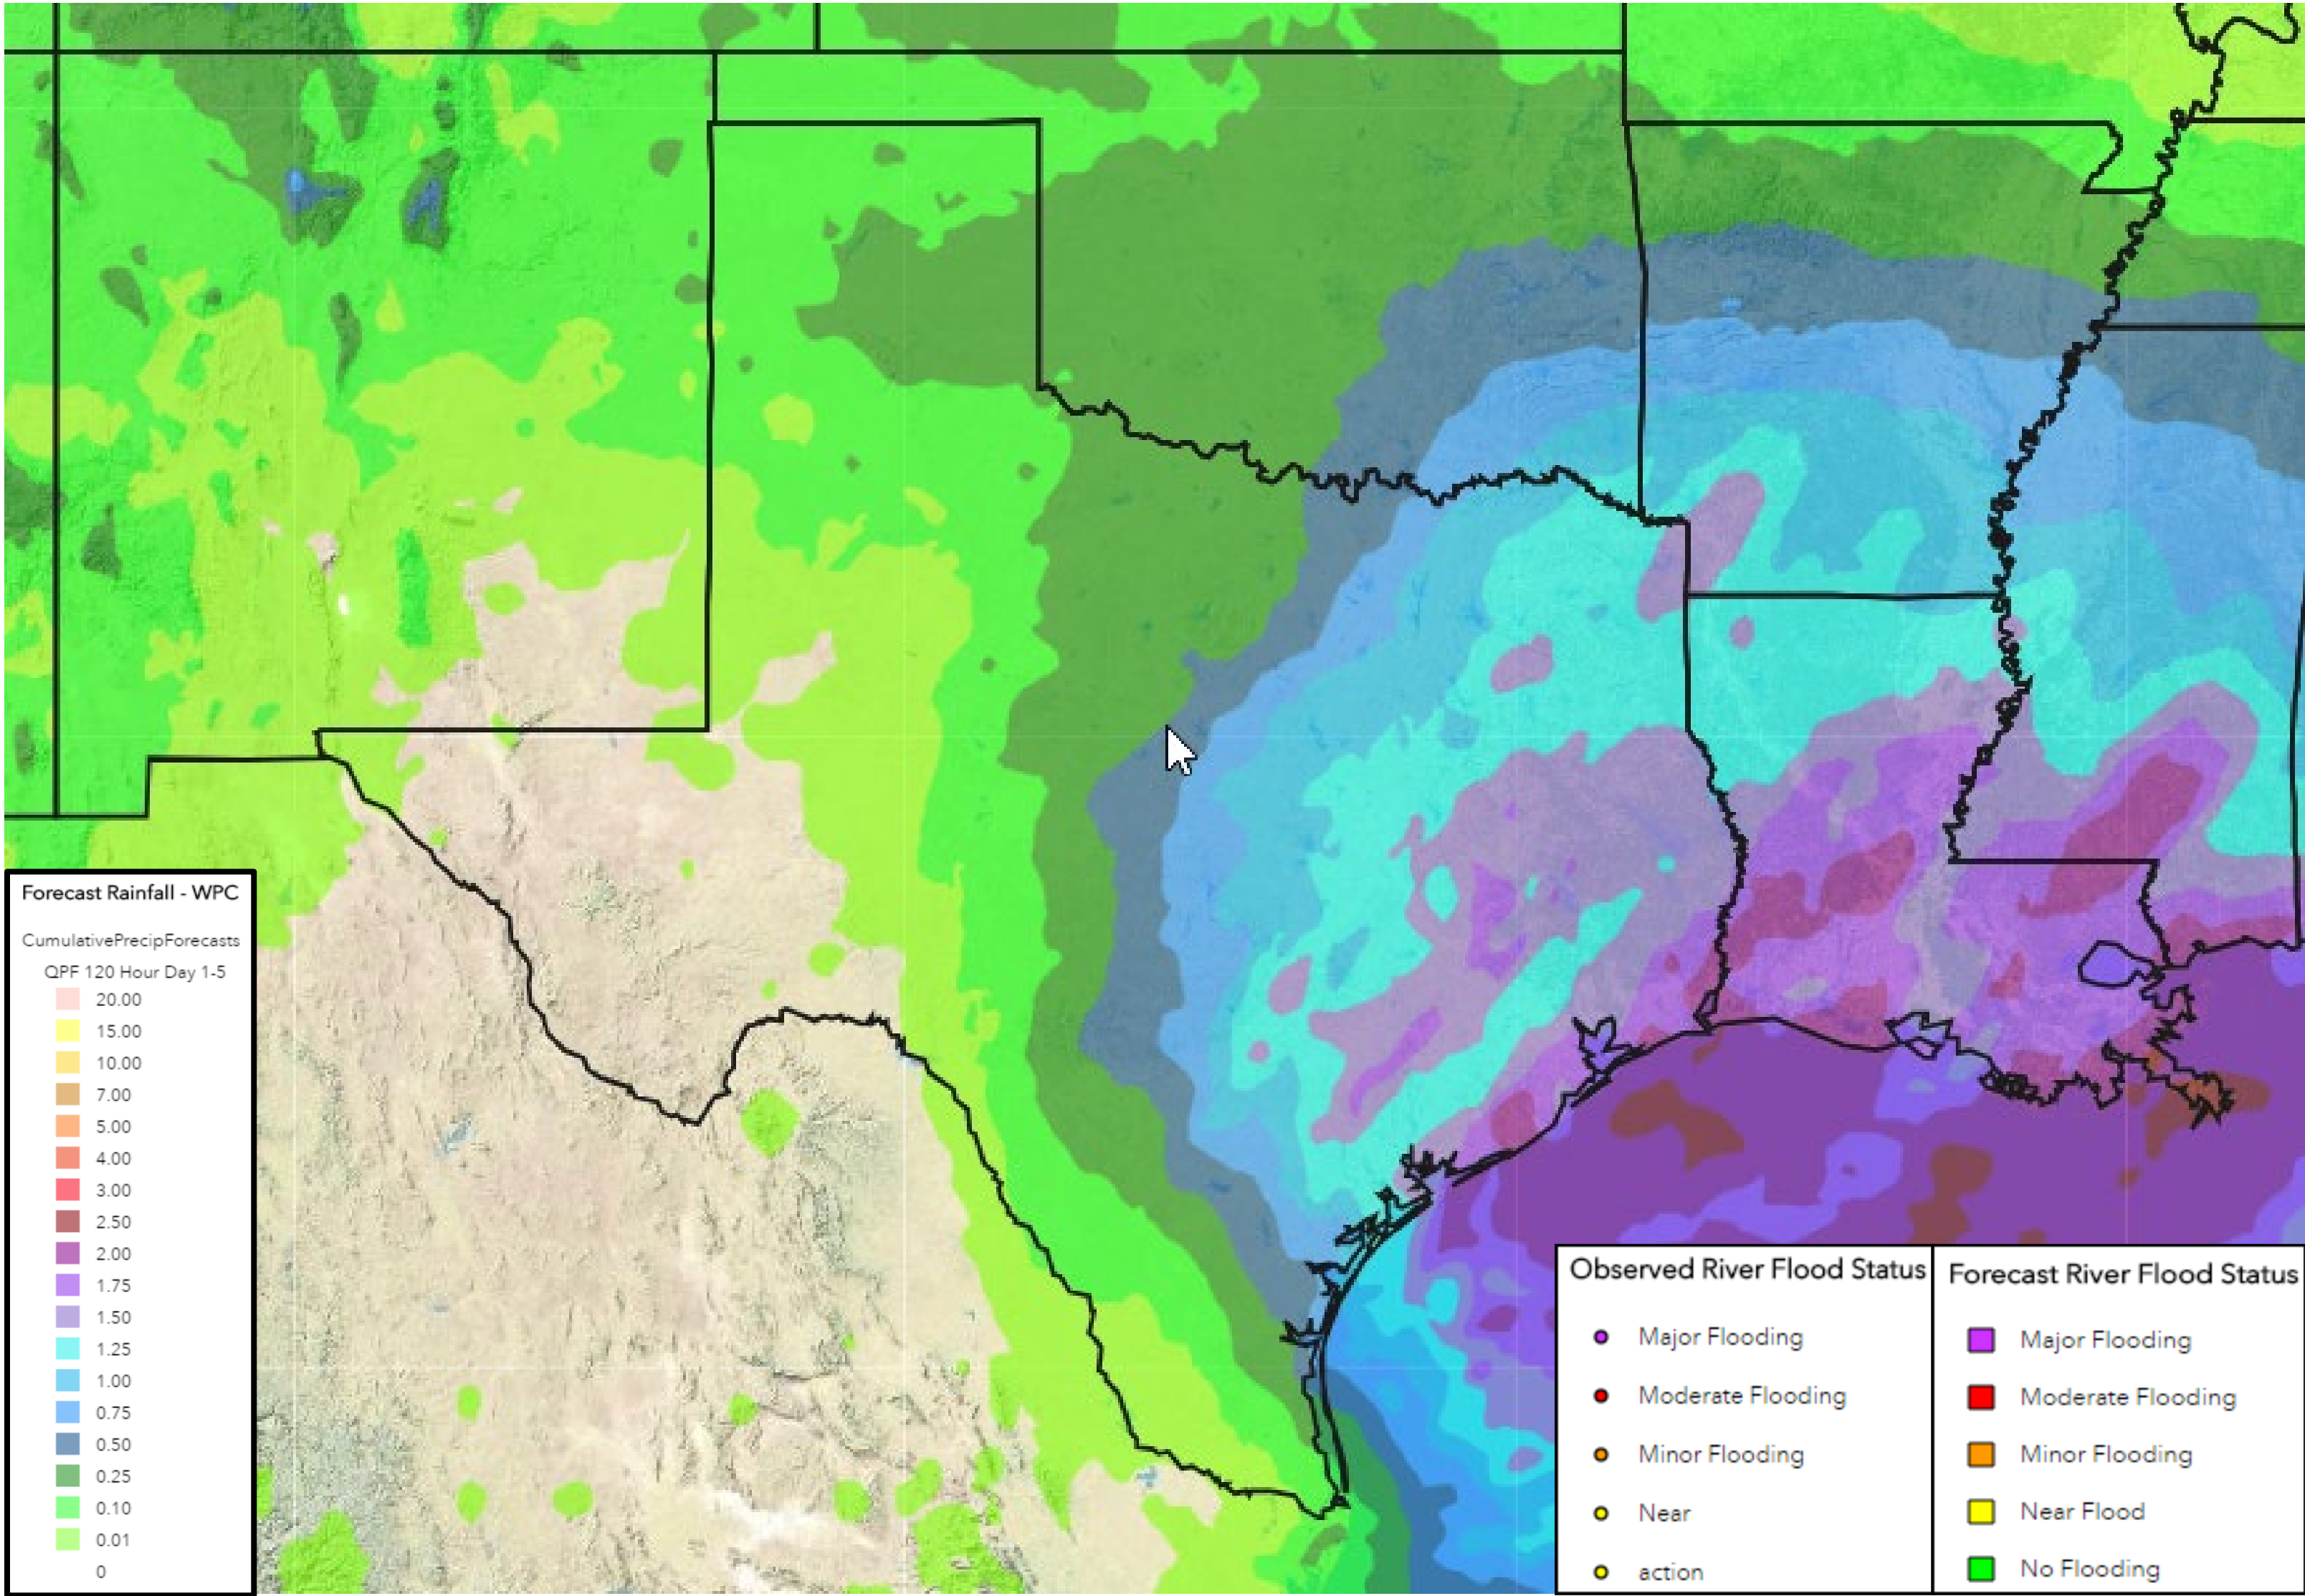 Forecast Rainfall - WPC
CumulativePrecipForecasts
QPF 120 Hour Day 1-5
20.00
15.00
10.00
7.00
5.00
4.00
3.00
2.50
2.00
1.75
1.50
1.25
1.00
0.75
0.50
0.25
0.10
0.01
0
Observed River Flood Status
Major Flooding
Moderate Flooding
Minor Flooding
Near
action
Forecast River Flood Status
Major Flooding
Moderate Flooding
Minor Flooding
Near Flood
No Flooding